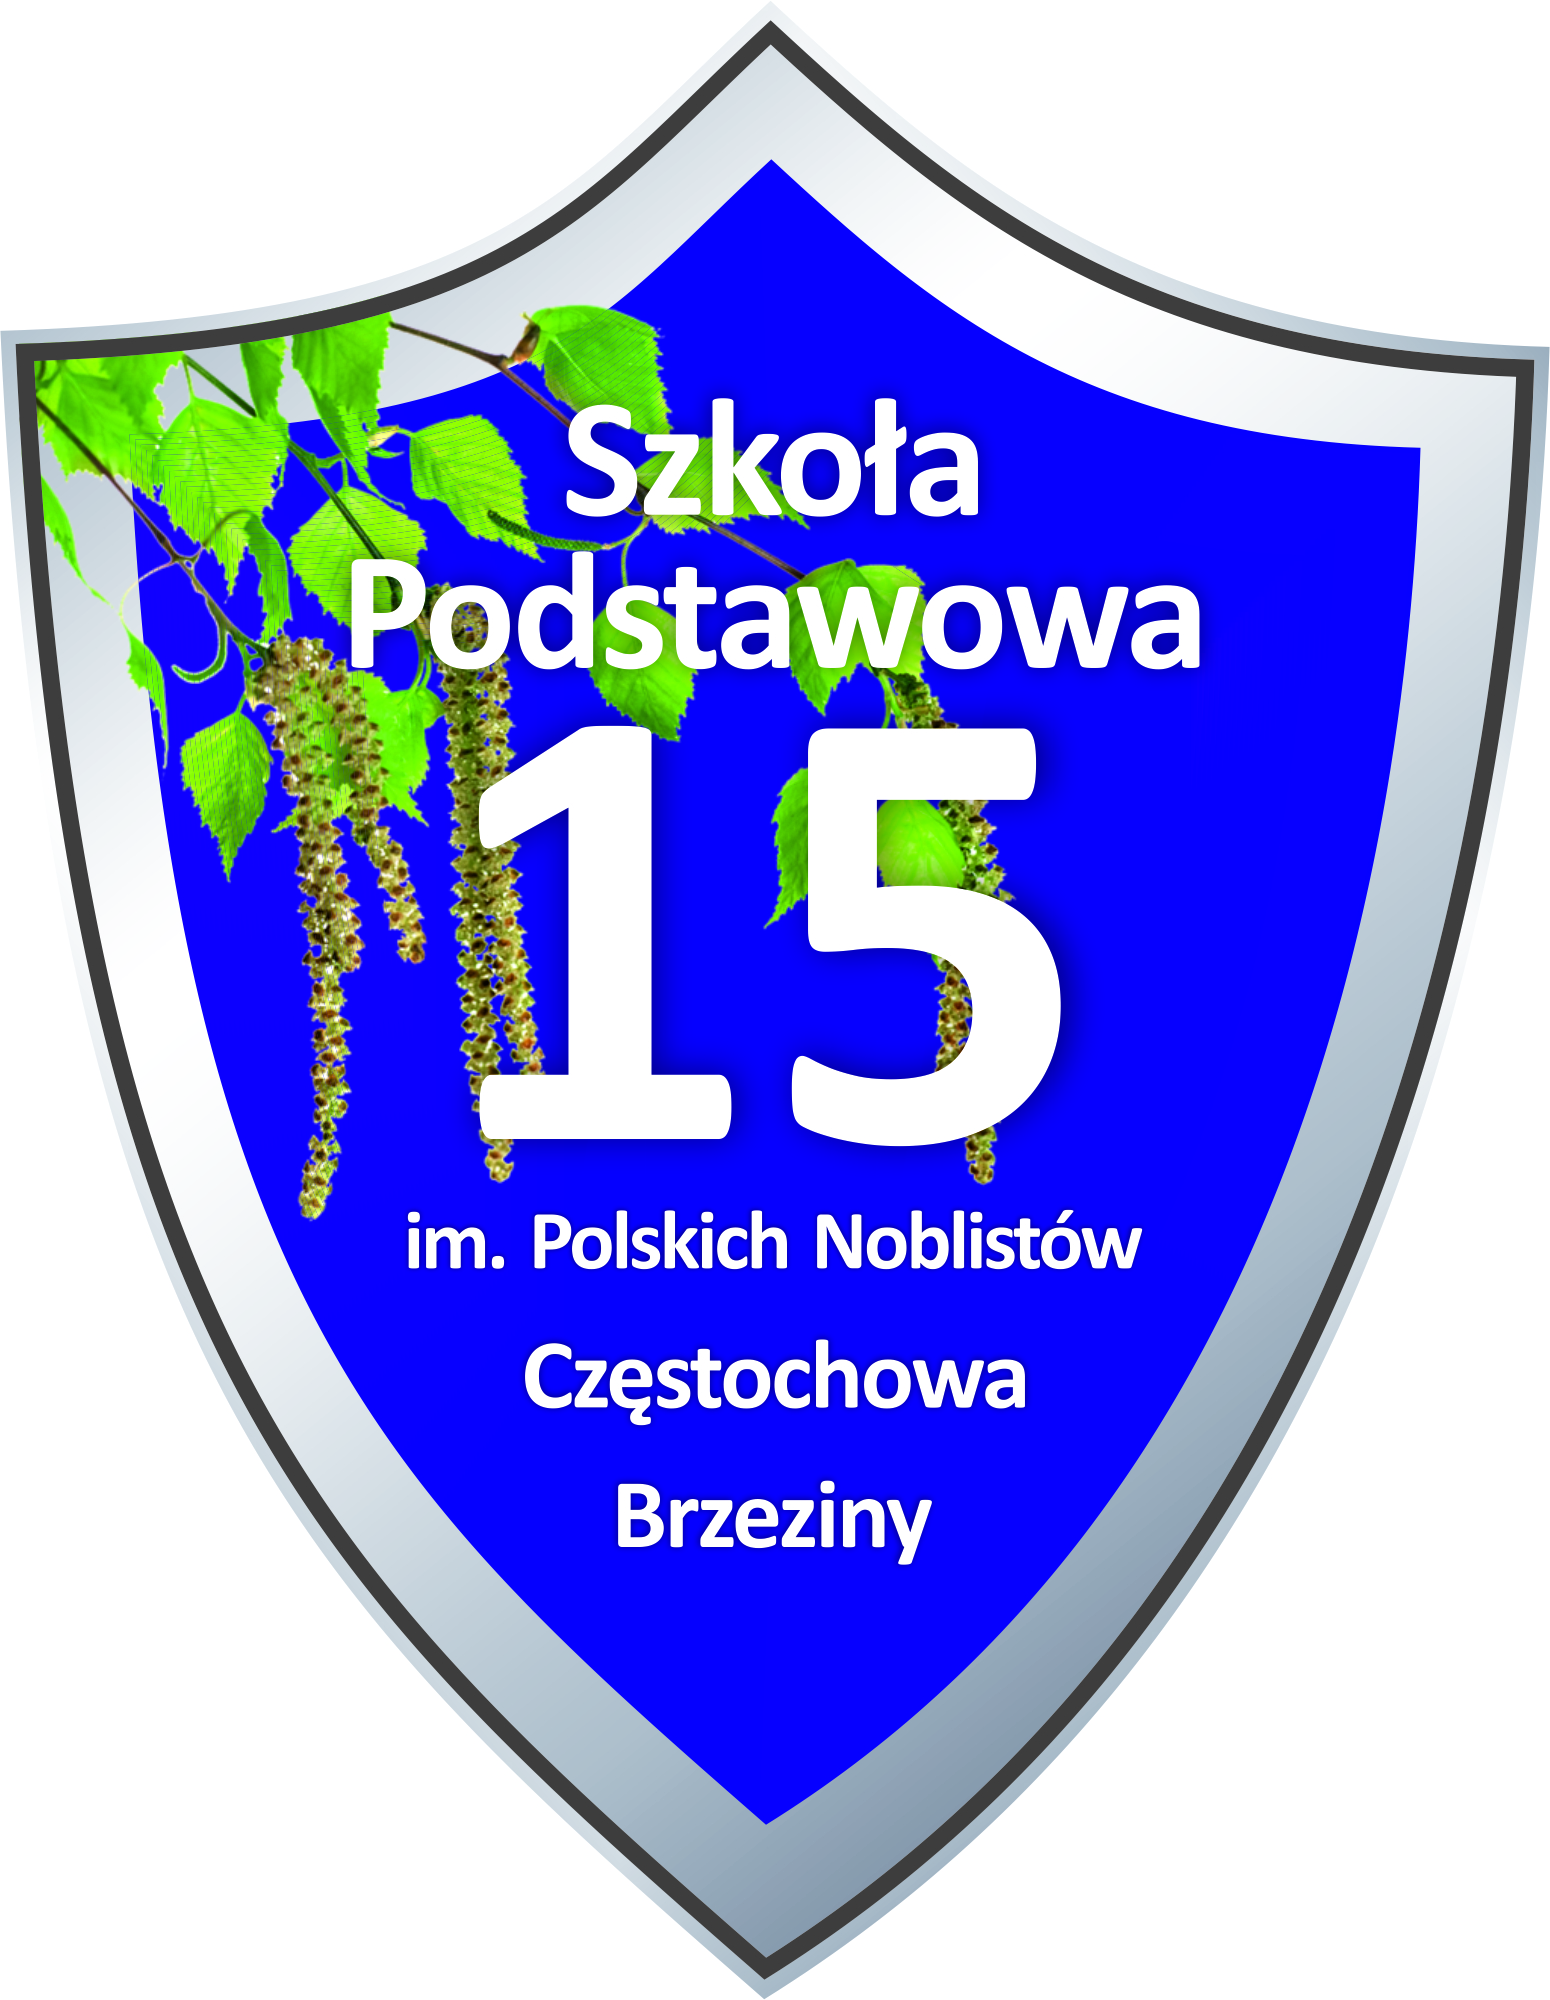 Szkoła
Podstawowa
15
im. Polskich Noblistów
Częstochowa
Brzeziny